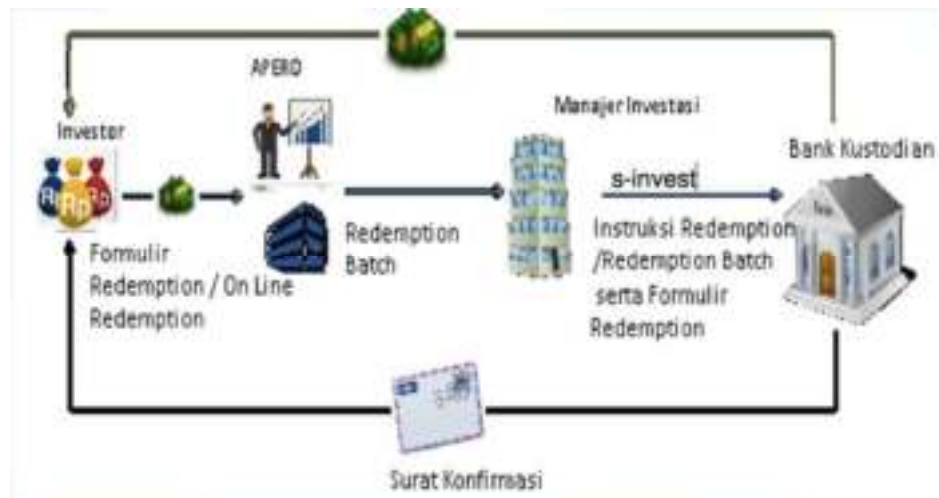 APERD
Manajer Investasi
Investor
Bank Kustodian
s-invest
Rp
Formulir
Redemption / On Line
Redemption
Redemption
Batch
Instruksi Redemption
/Redemption Batch
serta Formulir
Redemption
Surat Konfirmasi